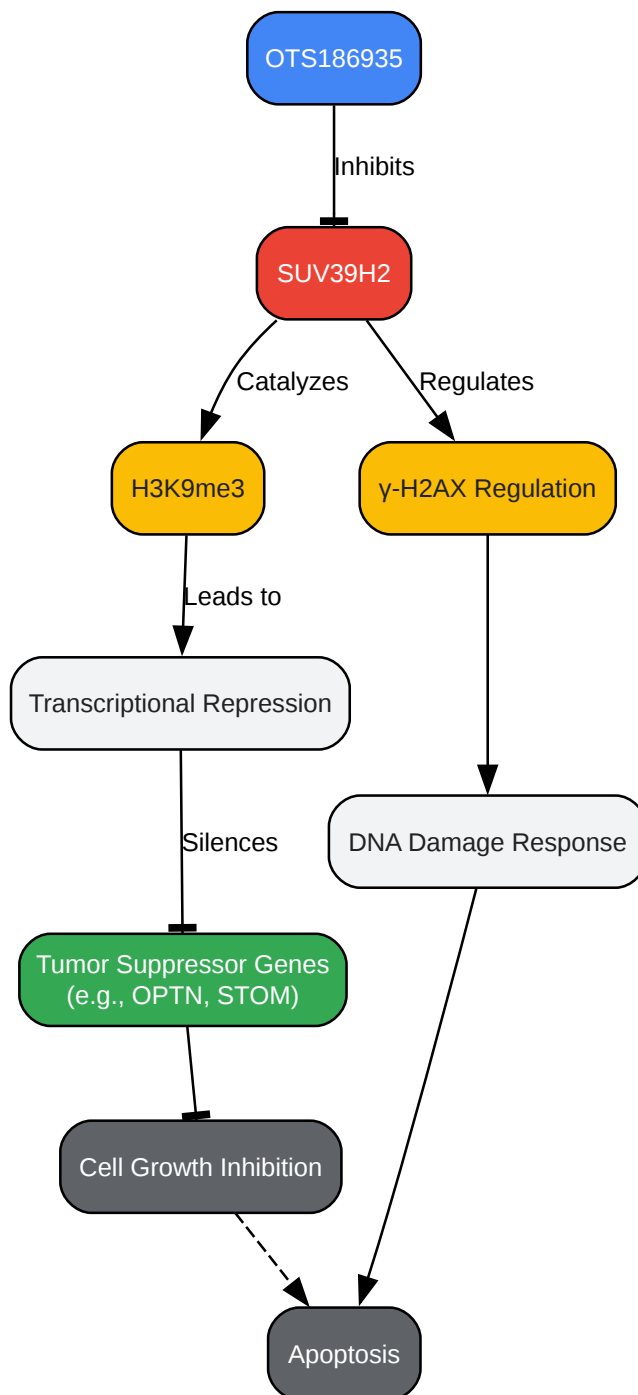 OTS186935
Inhibits
SUV39H2
Catalyzes
Regulates
H3K9me3
γ-H2AX Regulation
Leads to
Transcriptional Repression
Silences
DNA Damage Response
Tumor Suppressor Genes
(e.g., OPTN, STOM)
Cell Growth Inhibition
Apoptosis